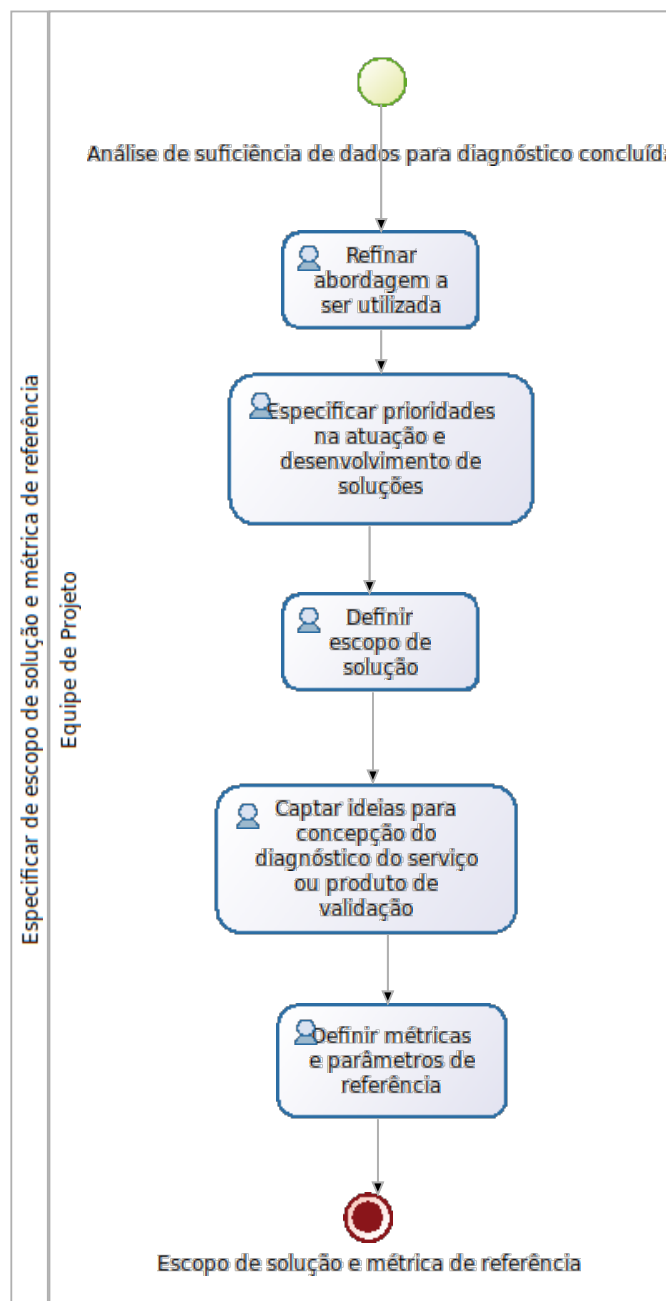 Especificar de escopo de solução e métrica de referência
Equipe de Projeto
Análise de suficiência de dados para diagnóstico concluída
Refinar
abordagem a
ser utilizada
Especificar prioridades
na atuação e
desenvolvimento de
soluções
Definir
escopo de
solução
Captar ideias para
concepção do
diagnóstico do serviço
ou produto de
validação
Definir métricas
e parâmetros de
referência
Escopo de solução e métrica de referência